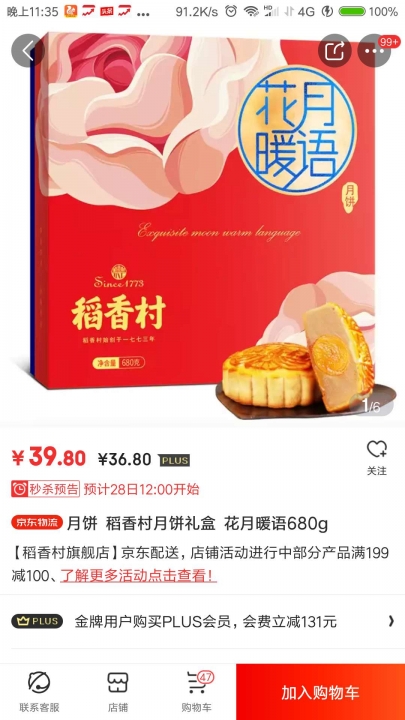 晚上11:35
91.2K/s
4G
100%
99+
花月
暖语
月饼
Exquisite moon warm language
Since 1773
稻香村
稻香村始创于一七七三年
净含量 680克
1/6
¥39.80 ¥36.80 PLUS
关注
秒杀预告 预计28日12:00开始
京东物流 月饼 稻香村月饼礼盒 花月暖语680g
【稻香村旗舰店】京东配送，店铺活动进行中部分产品满199
减100、了解更多活动点击查看！
PLUS 金牌用户购买PLUS会员，会费立减131元
47
联系客服 店铺 购物车 加入购物车